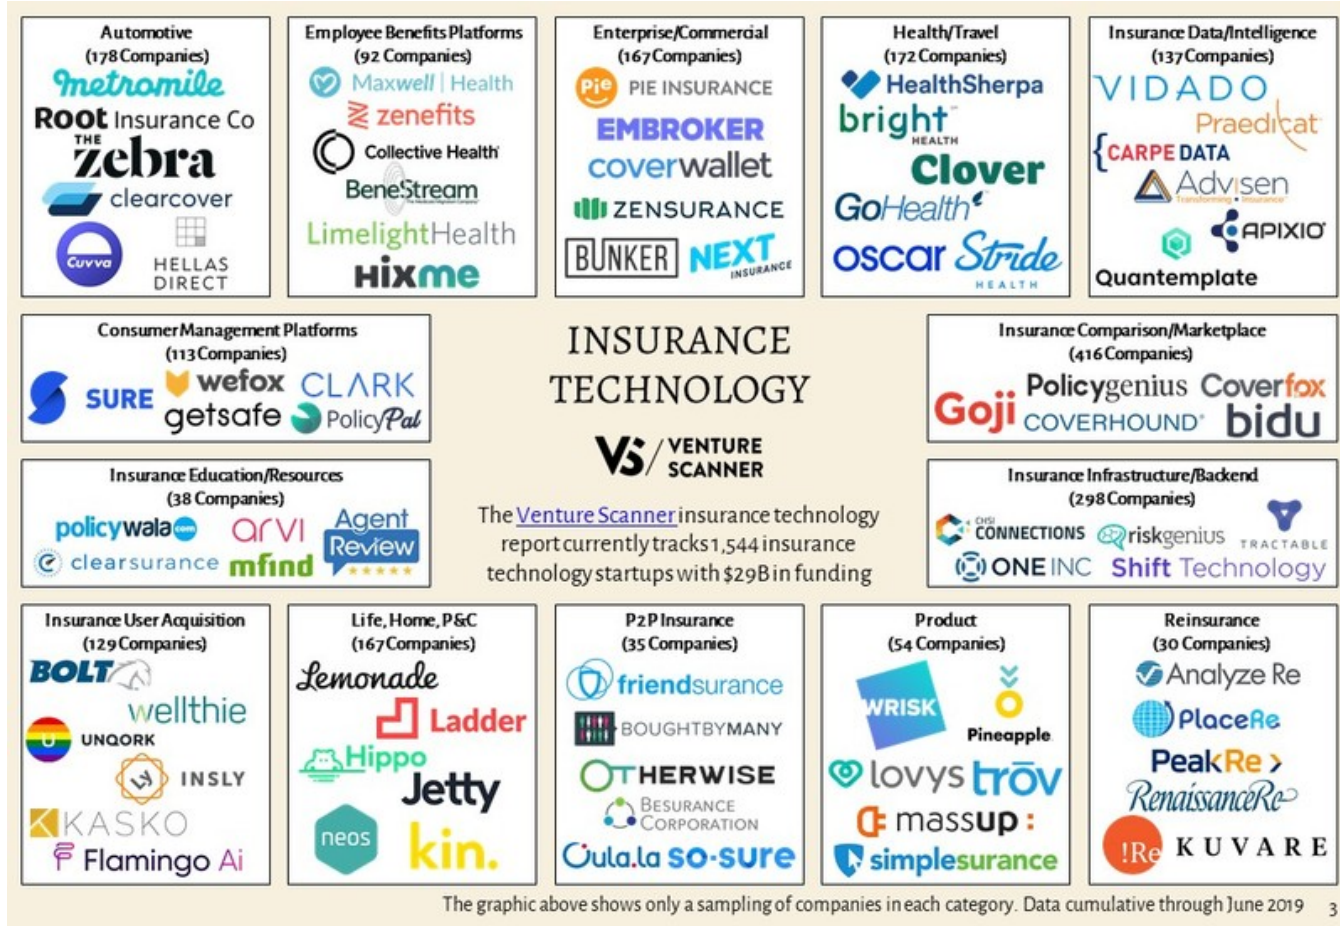 Automotive
(178 Companies)
metromile
Root Insurance Co
THE
Zebra
clearcover
Cuvva
HELLAS
DIRECT
Employee Benefits Platforms
(92 Companies)
Maxwell | Health
zenefits
Collective Health
BeneStream
LimelightHealth
Hixme
Enterprise/Commercial
(167 Companies)
Pie PIE INSURANCE
EMBROKER
coverwallet
ZENSURANCE
BUNKER
NEXT
INSURANCE
Health/Travel
(172 Companies)
HealthSherpa
bright
HEALTH
Clover
GoHealth
oscar
Stride
HEALTH
Insurance Data/Intelligence
(137 Companies)
VIDADO
Praedicat
CARPE DATA
Advisen
Transforming Insurance
APIXIO
Quantemplate
Consumer Management Platforms
(113 Companies)
SURE
wefox
CLARK
getsafe
PolicyPal
INSURANCE
TECHNOLOGY
VS / VENTURE
SCANNER
The Venture Scanner insurance technology
report currently tracks 1,544 insurance
technology startups with $29B in funding
Insurance Comparison/Marketplace
(416 Companies)
Goji
Policygenius
Coverfox
COVERHOUND
bidu
Insurance Education/Resources
(38 Companies)
policywala.com
arvi
Agent
Review
clearsurance
mfind
Insurance Infrastructure/Backend
(298 Companies)
CHSI
CONNECTIONS
riskgenius
TRACTABLE
ONE INC
Shift Technology
Insurance User Acquisition
(129 Companies)
BOLT
wellthie
U UNQORK
Ly INSLY
KASKO
Flamingo Ai
Life, Home, P&C
(167 Companies)
Lemonade
Ladder
Hippo
Jetty
neos
kin.
P2P Insurance
(35 Companies)
friendsurance
BOUGHTBYMANY
OTHERWISE
BESURANCE
CORPORATION
Oula.la so-sure
Product
(54 Companies)
WRISK
Pineapple
lovys
trōv
massup:
simplesurance
Reinsurance
(30 Companies)
Analyze Re
PlaceRe
PeakRe
RenaissanceRe
!Re
KUVARE
The graphic above shows only a sampling of companies in each category. Data cumulative through June 2019 3